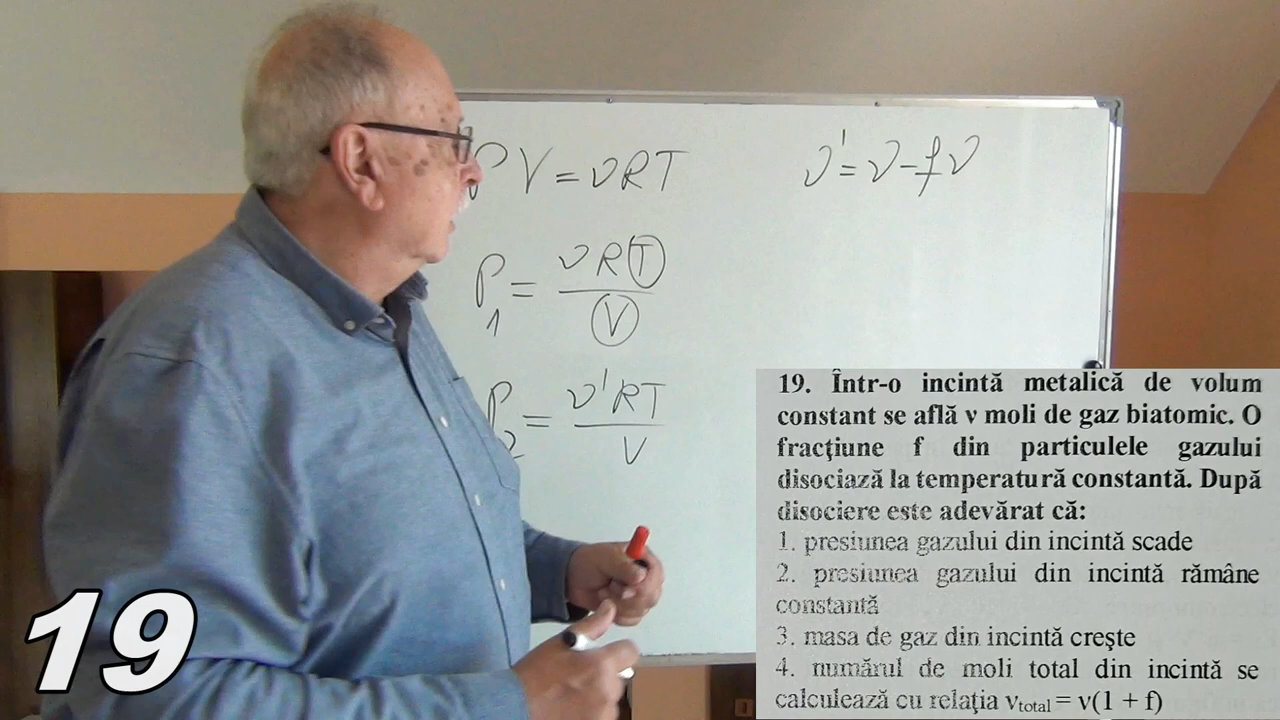 PV = νRT
ν' = ν - fν
P₁ = νRT / V
P₂ = ν'RT / V
19. Într-o incintă metalică de volum
constant se află ν moli de gaz biatomic. O
fracţiune f din particulele gazului
disociază la temperatură constantă. După
disociere este adevărat că:
1. presiunea gazului din incintă scade
2. presiunea gazului din incintă rămâne
constantă
3. masa de gaz din incintă creşte
4. numărul de moli total din incintă se
calculează cu relaţia νtotal = ν(1 + f)
19